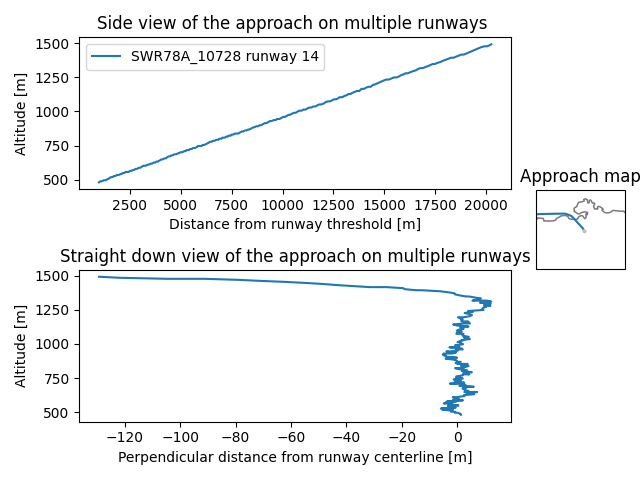 Side view of the approach on multiple runways
1500
1250
1000
750
500
Altitude [m]
SWR78A_10728 runway 14
2500 5000 7500 10000 12500 15000 17500 20000
Distance from runway threshold [m]
Approach map
Straight down view of the approach on multiple runways
1500
1250
1000
750
500
Altitude [m]
−120 −100 −80 −60 −40 −20 0
Perpendicular distance from runway centerline [m]